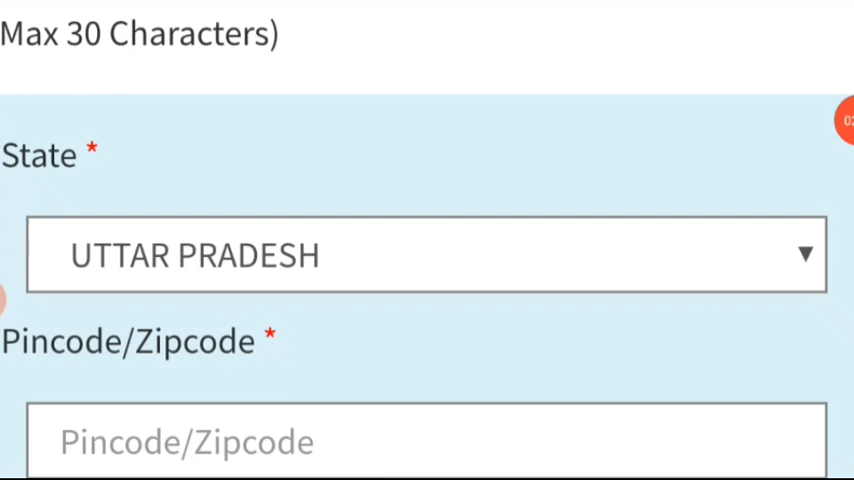 Max 30 Characters)
State *
UTTAR PRADESH
Pincode/Zipcode *
Pincode/Zipcode